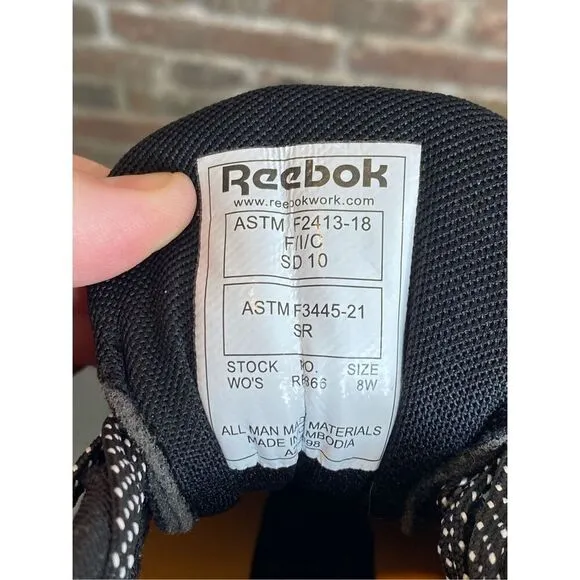 Reebok
www.reebokwork.com
ASTM F2413-18
F/I/C
SD 10
ASTM F3445-21
SR
STOCK NO. SIZE
WO'S 8W
ALL MAN MADE MATERIALS
MADE IN CAMBODIA